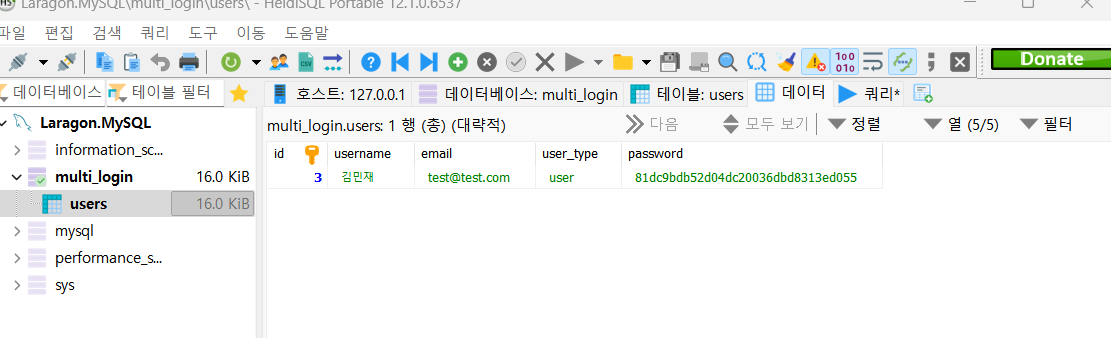 Laragon.MySQL\multi_login\users\ - HeidiSQL Portable 12.1.0.6537
파일 편집 검색 쿼리 도구 이동 도움말
Donate
데이터베이스 테이블 필터 호스트: 127.0.0.1 데이터베이스: multi_login 테이블: users 데이터 쿼리*
Laragon.MySQL
information_sc...
multi_login 16.0 KiB
users 16.0 KiB
mysql
performance_s...
sys
multi_login.users: 1 행 (총) (대략적) 다음 모두 보기 정렬 열 (5/5) 필터
id username email user_type password
3 김민재 test@test.com user 81dc9bdb52d04dc20036dbd8313ed055